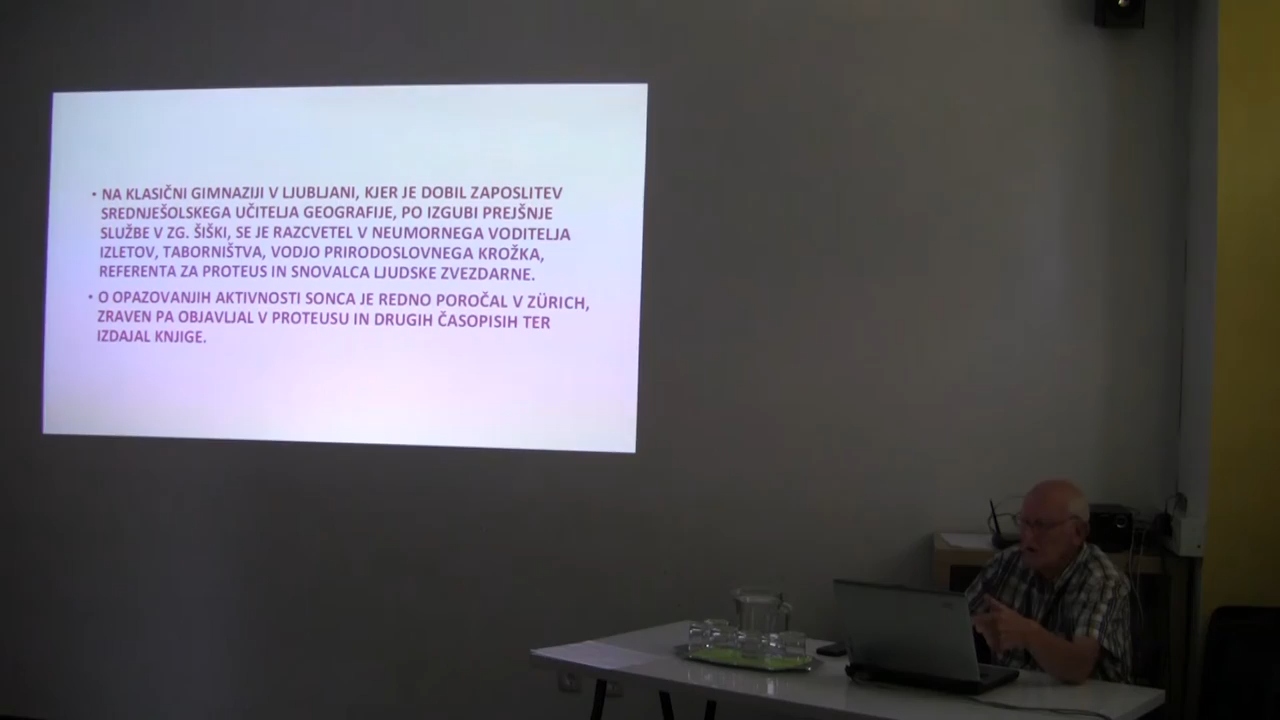 • NA KLASIČNI GIMNAZIJI V LJUBLJANI, KJER JE DOBIL ZAPOSLITEV
SREDNJEŠOLSKEGA UČITELJA GEOGRAFIJE, PO IZGUBI PREJŠNJE
SLUŽBE V ZG. ŠIŠKI, SE JE RAZCVETEL V NEUMORNEGA VODITELJA
IZLETOV, TABORNIŠTVA, VODJO PRIRODOSLOVNEGA KROŽKA,
REFERENTA ZA PROTEUS IN SNOVALCA LJUDSKE ZVEZDARNE.
• O OPAZOVANJIH AKTIVNOSTI SONCA JE REDNO POROČAL V ZÜRICH,
ZRAVEN PA OBJAVLJAL V PROTEUSU IN DRUGIH ČASOPISIH TER
IZDAJAL KNJIGE.